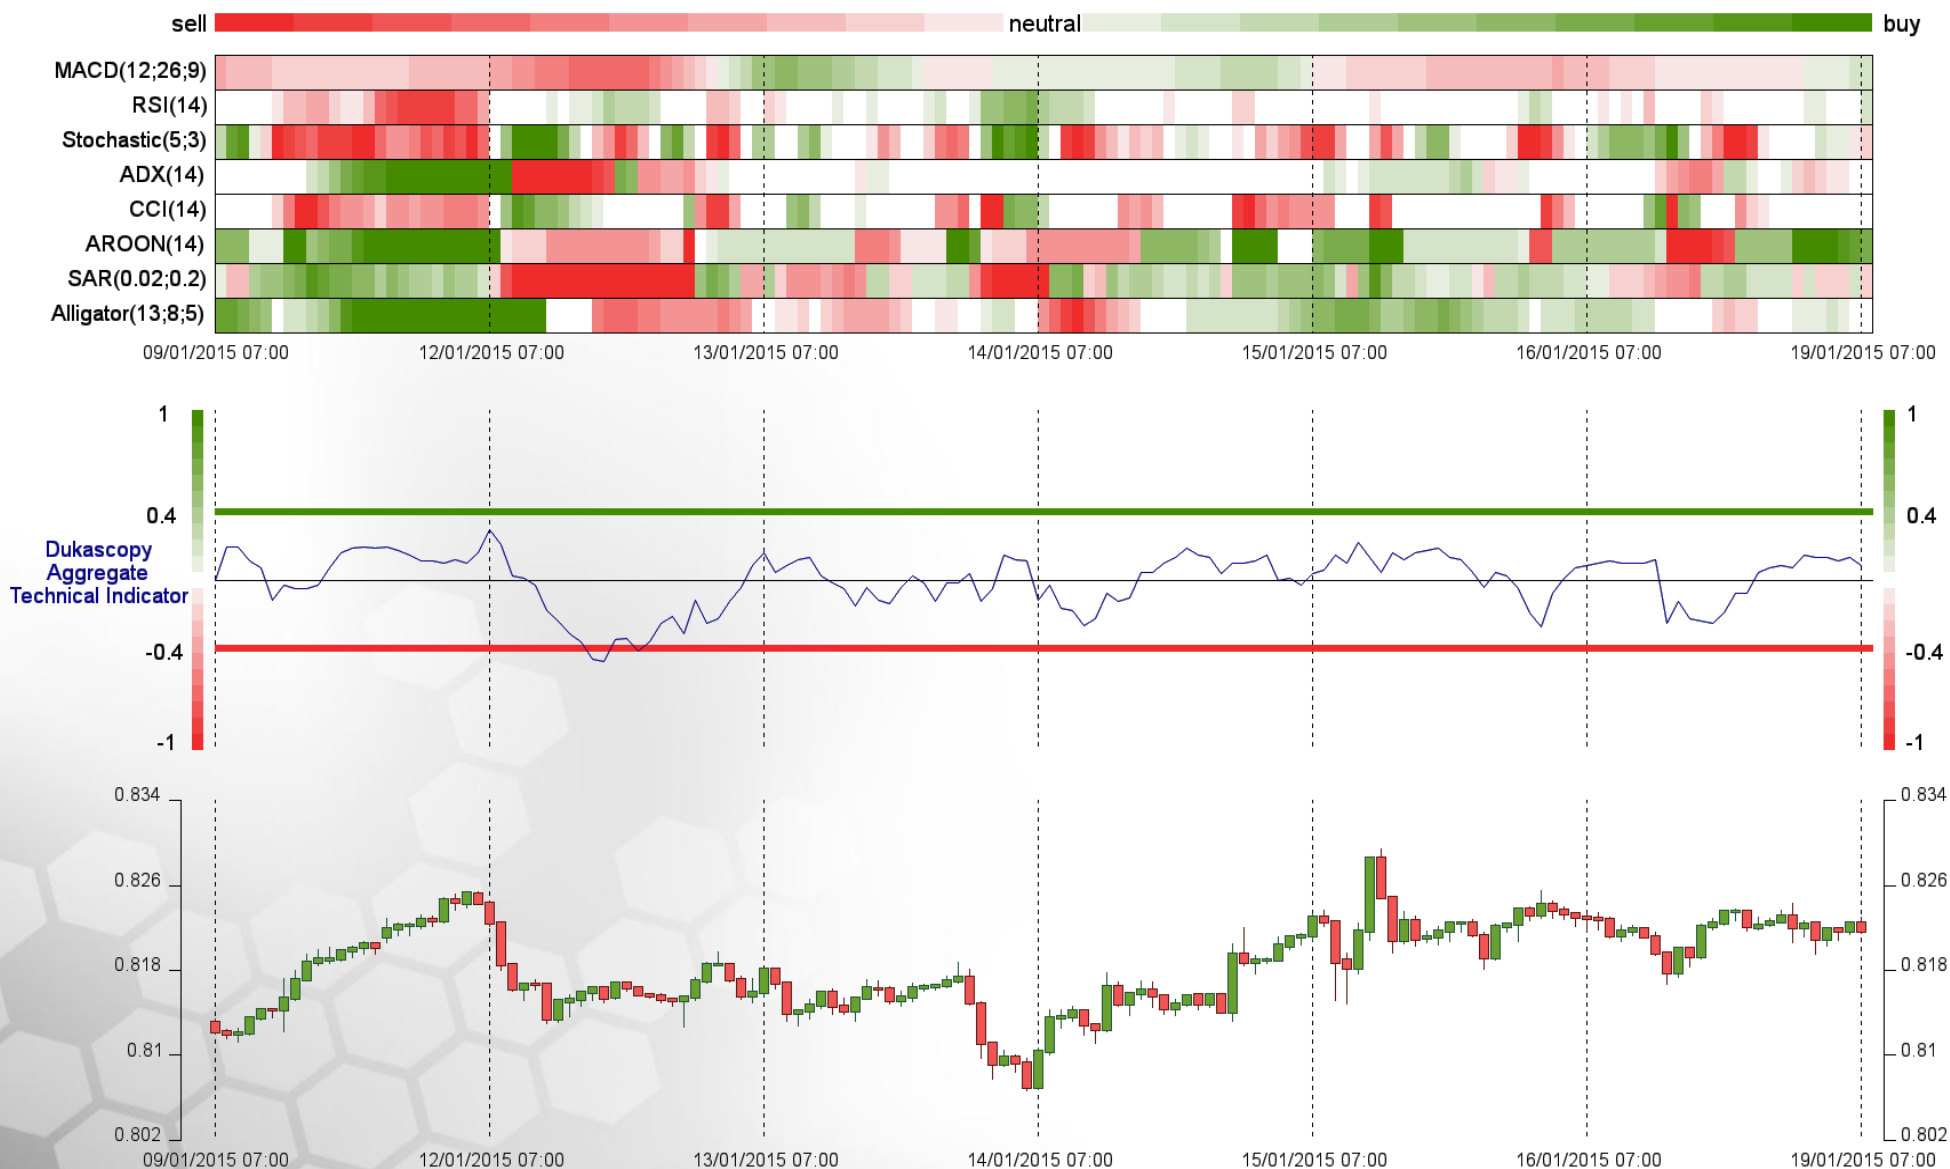 sell neutral buy
MACD(12;26;9)
RSI(14)
Stochastic(5;3)
ADX(14)
CCI(14)
AROON(14)
SAR(0.02;0.2)
Alligator(13;8;5)
09/01/2015 07:00 12/01/2015 07:00 13/01/2015 07:00 14/01/2015 07:00 15/01/2015 07:00 16/01/2015 07:00 19/01/2015 07:00
1 1
0.4 0.4
Dukascopy
Aggregate
Technical Indicator
-0.4 -0.4
-1 -1
0.834 0.834
0.826 0.826
0.818 0.818
0.81 0.81
0.802 0.802
09/01/2015 07:00 12/01/2015 07:00 13/01/2015 07:00 14/01/2015 07:00 15/01/2015 07:00 16/01/2015 07:00 19/01/2015 07:00